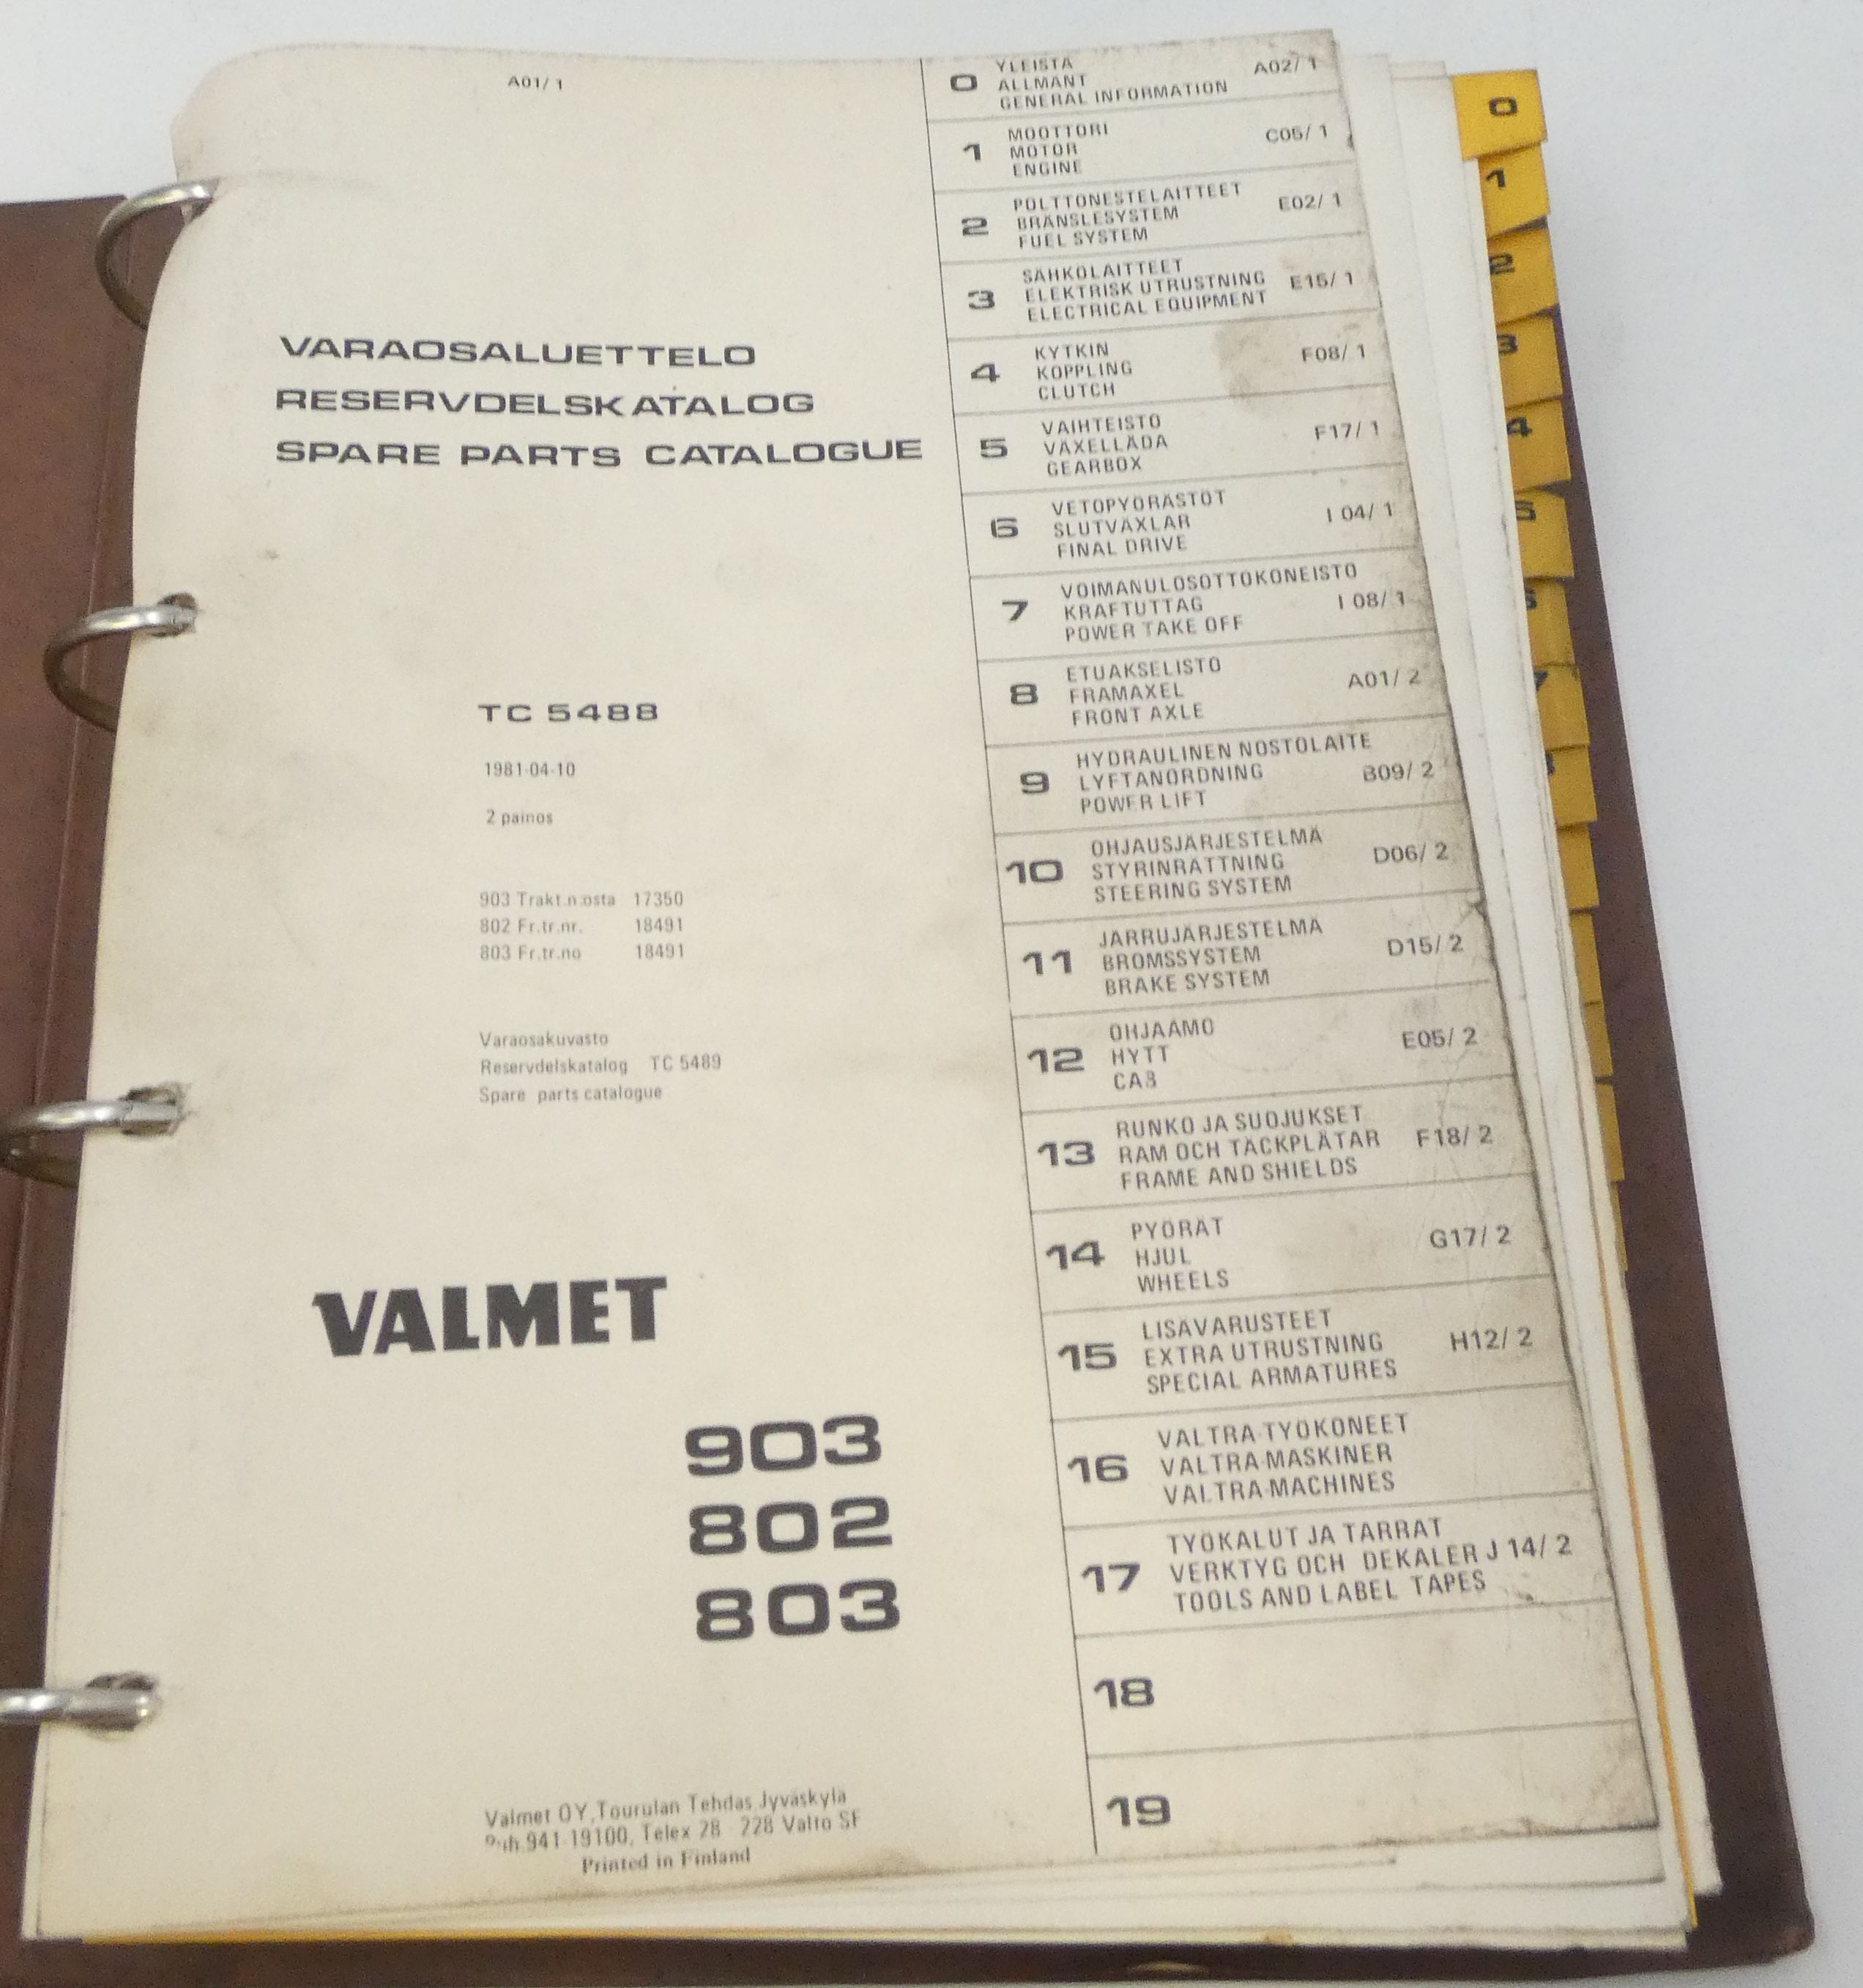 A01/ 1
VARAOSALUETTELO
RESERVDELSKATALOG
SPARE PARTS CATALOGUE
TC 5488
1981-04-10
2 painos
903 Trakt.n:osta 17350
802 Fr.tr.nr. 18491
803 Fr.tr.no 18491
Varaosakuvasto
Reservdelskatalog TC 5489
Spare parts catalogue
VALMET
903
802
803
Valmet OY, Tourulan Tehdas Jyväskylä
941-19100, Telex 28 228 Valto SF
Printed in Finland
0
YLEISTÄ A02/ 1
ALLMÄNT
GENERAL INFORMATION
1
MOOTTORI C05/ 1
MOTOR
ENGINE
2
POLTTONESTELAITTEET E02/ 1
BRÄNSLESYSTEM
FUEL SYSTEM
3
SÄHKÖLAITTEET
ELEKTRISK UTRUSTNING E15/ 1
ELECTRICAL EQUIPMENT
4
KYTKIN F08/ 1
KOPPLING
CLUTCH
5
VAIHTEISTO F17/ 1
VÄXELLÅDA
GEARBOX
6
VETOPYÖRÄSTÖT I 04/ 1
SLUTVÄXLAR
FINAL DRIVE
7
VOIMANULOSOTTOKONEISTO
KRAFTUTTAG I 08/ 1
POWER TAKE OFF
8
ETUAKSELISTO A01/ 2
FRAMAXEL
FRONT AXLE
9
HYDRAULINEN NOSTOLAITE
LYFTANORDNING B09/ 2
POWER LIFT
10
OHJAUSJÄRJESTELMÄ D06/ 2
STYRINRÄTTNING
STEERING SYSTEM
11
JARRUJÄRJESTELMÄ D15/ 2
BROMSSYSTEM
BRAKE SYSTEM
12
OHJAAMO E05/ 2
HYTT
CAB
13
RUNKO JA SUOJUKSET
RAM OCH TÄCKPLÅTAR F18/ 2
FRAME AND SHIELDS
14
PYÖRÄT G17/ 2
HJUL
WHEELS
15
LISÄVARUSTEET H12/ 2
EXTRA UTRUSTNING
SPECIAL ARMATURES
16
VALTRA-TYÖKONEET
VALTRA-MASKINER
VALTRA-MACHINES
17
TYÖKALUT JA TARRAT
VERKTYG OCH DEKALER J 14/ 2
TOOLS AND LABEL TAPES
18
19
0
1
2
3
4
5
6
7